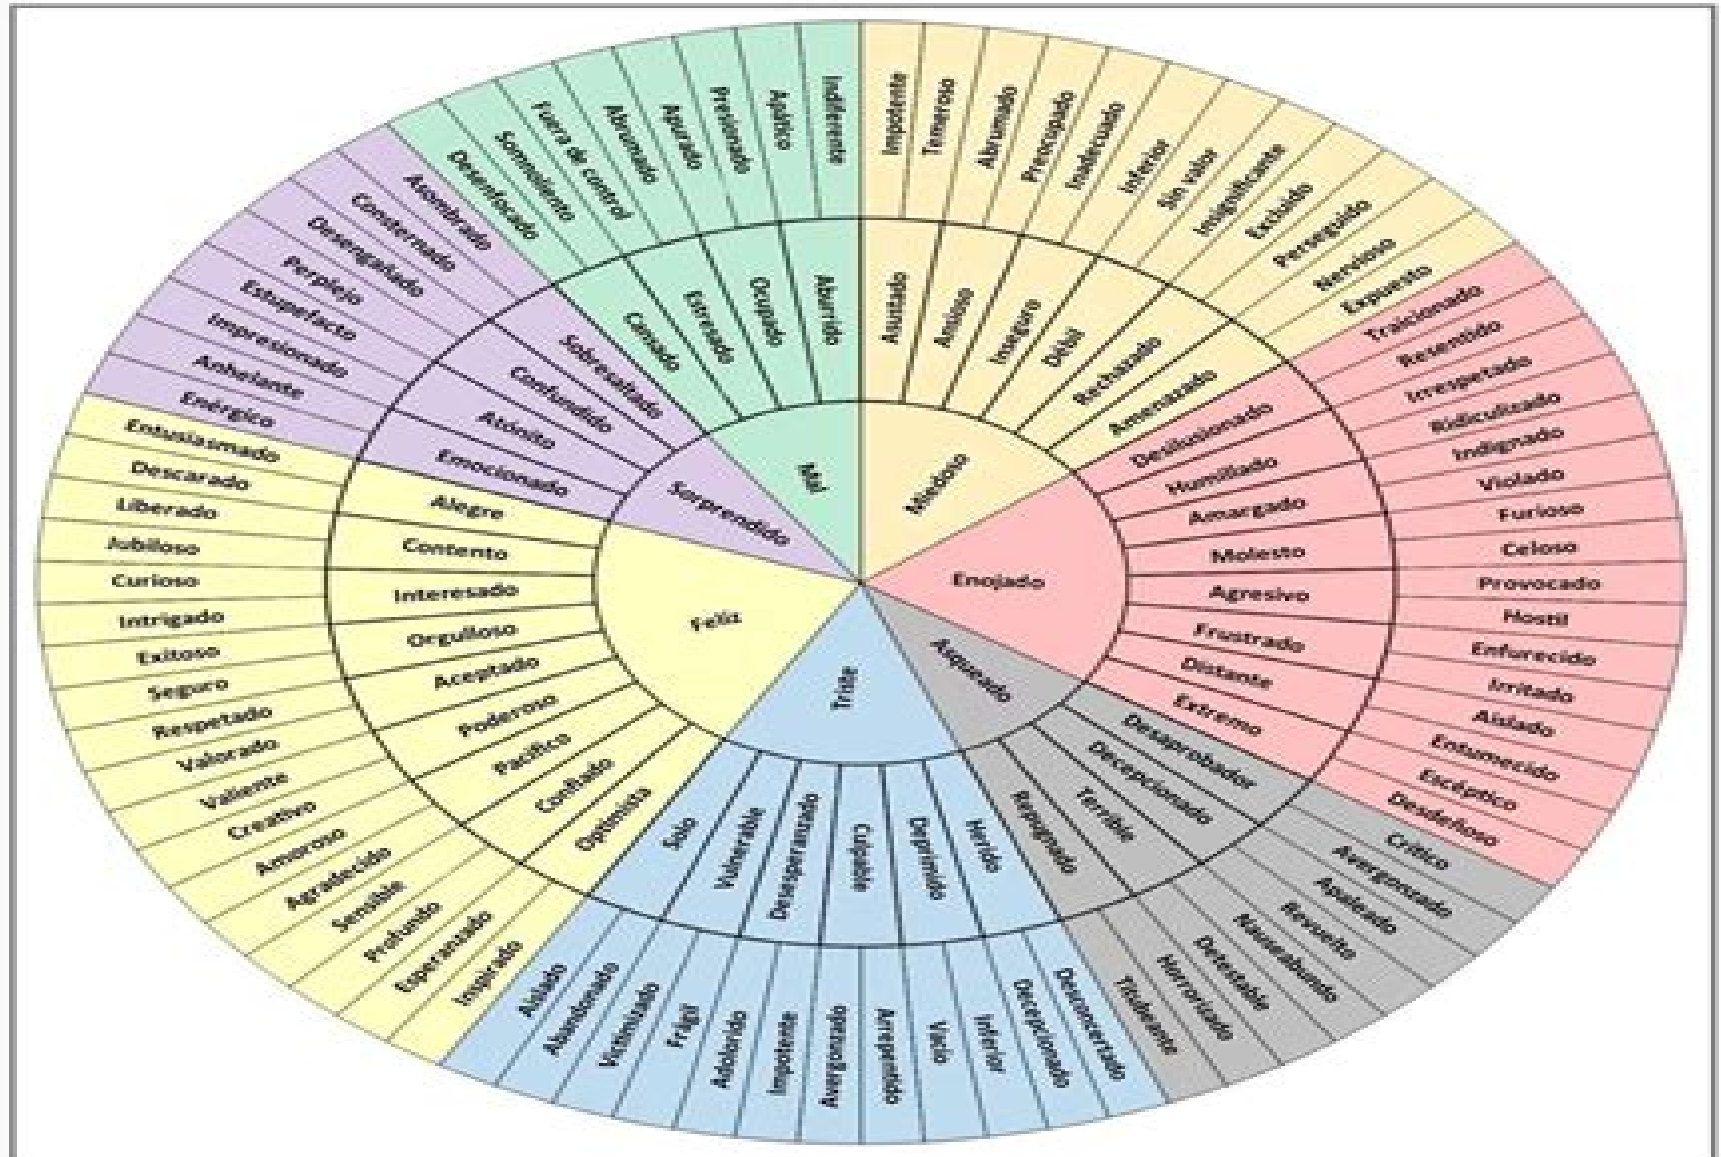 Miedoso
Asustado
Ansioso
Inseguro
Débil
Rechazado
Amenazado
Impotente
Temeroso
Abrumado
Preocupado
Inadecuado
Inferior
Sin valor
Insignificante
Excluido
Perseguido
Nervioso
Expuesto
Enojado
Desilusionado
Humillado
Amargado
Molesto
Agresivo
Frustrado
Distante
Extremo
Traicionado
Resentido
Irrespetado
Ridiculizado
Indignado
Violado
Furioso
Celoso
Provocado
Hostil
Enfurecido
Irritado
Aislado
Entumecido
Escéptico
Desdeñoso
Asqueado
Desaprobador
Decepcionado
Terrible
Repugnado
Crítico
Avergonzado
Apaleado
Revuelto
Nauseabundo
Detestable
Horrorizado
Titubeante
Triste
Herido
Deprimido
Culpable
Desesperanzado
Vulnerable
Solo
Desconcertado
Decepcionado
Inferior
Vacío
Arrepentido
Avergonzado
Impotente
Adolorido
Frágil
Victimizado
Abandonado
Aislado
Feliz
Optimista
Confiado
Pacífico
Poderoso
Aceptado
Orgulloso
Interesado
Contento
Alegre
Inspirado
Esperanzado
Profundo
Sensible
Agradecido
Amoroso
Creativo
Valiente
Valorado
Respetado
Seguro
Exitoso
Intrigado
Curioso
Jubiloso
Liberado
Descarado
Entusiasmado
Sorprendido
Emocionado
Atónito
Confundido
Sobresaltado
Enérgico
Anhelante
Impresionado
Estupefacto
Perplejo
Desengañado
Consternado
Asombrado
Mal
Cansado
Estresado
Ocupado
Aburrido
Desenfocado
Somnoliento
Fuera de control
Abrumado
Apurado
Presionado
Apático
Indiferente